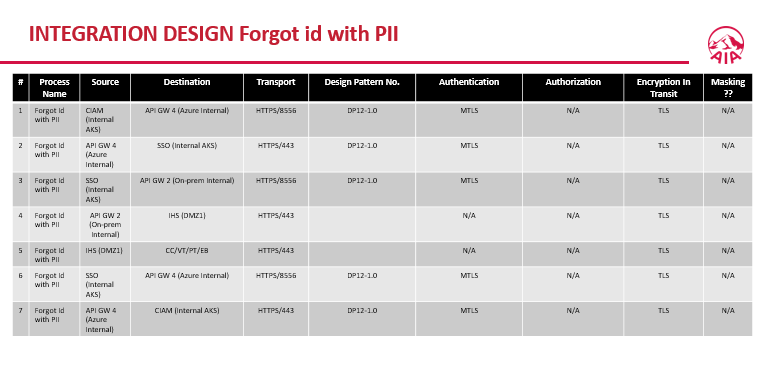 INTEGRATION DESIGN Forgot id with PII
AIA
# Process Name Source Destination Transport Design Pattern No. Authentication Authorization Encryption In Transit Masking ??
1 Forgot Id with PII CIAM (Internal AKS) API GW 4 (Azure Internal) HTTPS/8556 DP12-1.0 MTLS N/A TLS N/A
2 Forgot Id with PII API GW 4 (Azure Internal) SSO (Internal AKS) HTTPS/443 DP12-1.0 MTLS N/A TLS N/A
3 Forgot Id with PII SSO (Internal AKS) API GW 2 (On-prem Internal) HTTPS/8556 DP12-1.0 MTLS N/A TLS N/A
4 Forgot Id with PII API GW 2 (On-prem Internal) IHS (DMZ1) HTTPS/443 N/A N/A TLS N/A
5 Forgot Id with PII IHS (DMZ1) CC/VT/PT/EB HTTPS/443 N/A N/A TLS N/A
6 Forgot Id with PII SSO (Internal AKS) API GW 4 (Azure Internal) HTTPS/8556 DP12-1.0 MTLS N/A TLS N/A
7 Forgot Id with PII API GW 4 (Azure Internal) CIAM (Internal AKS) HTTPS/443 DP12-1.0 MTLS N/A TLS N/A